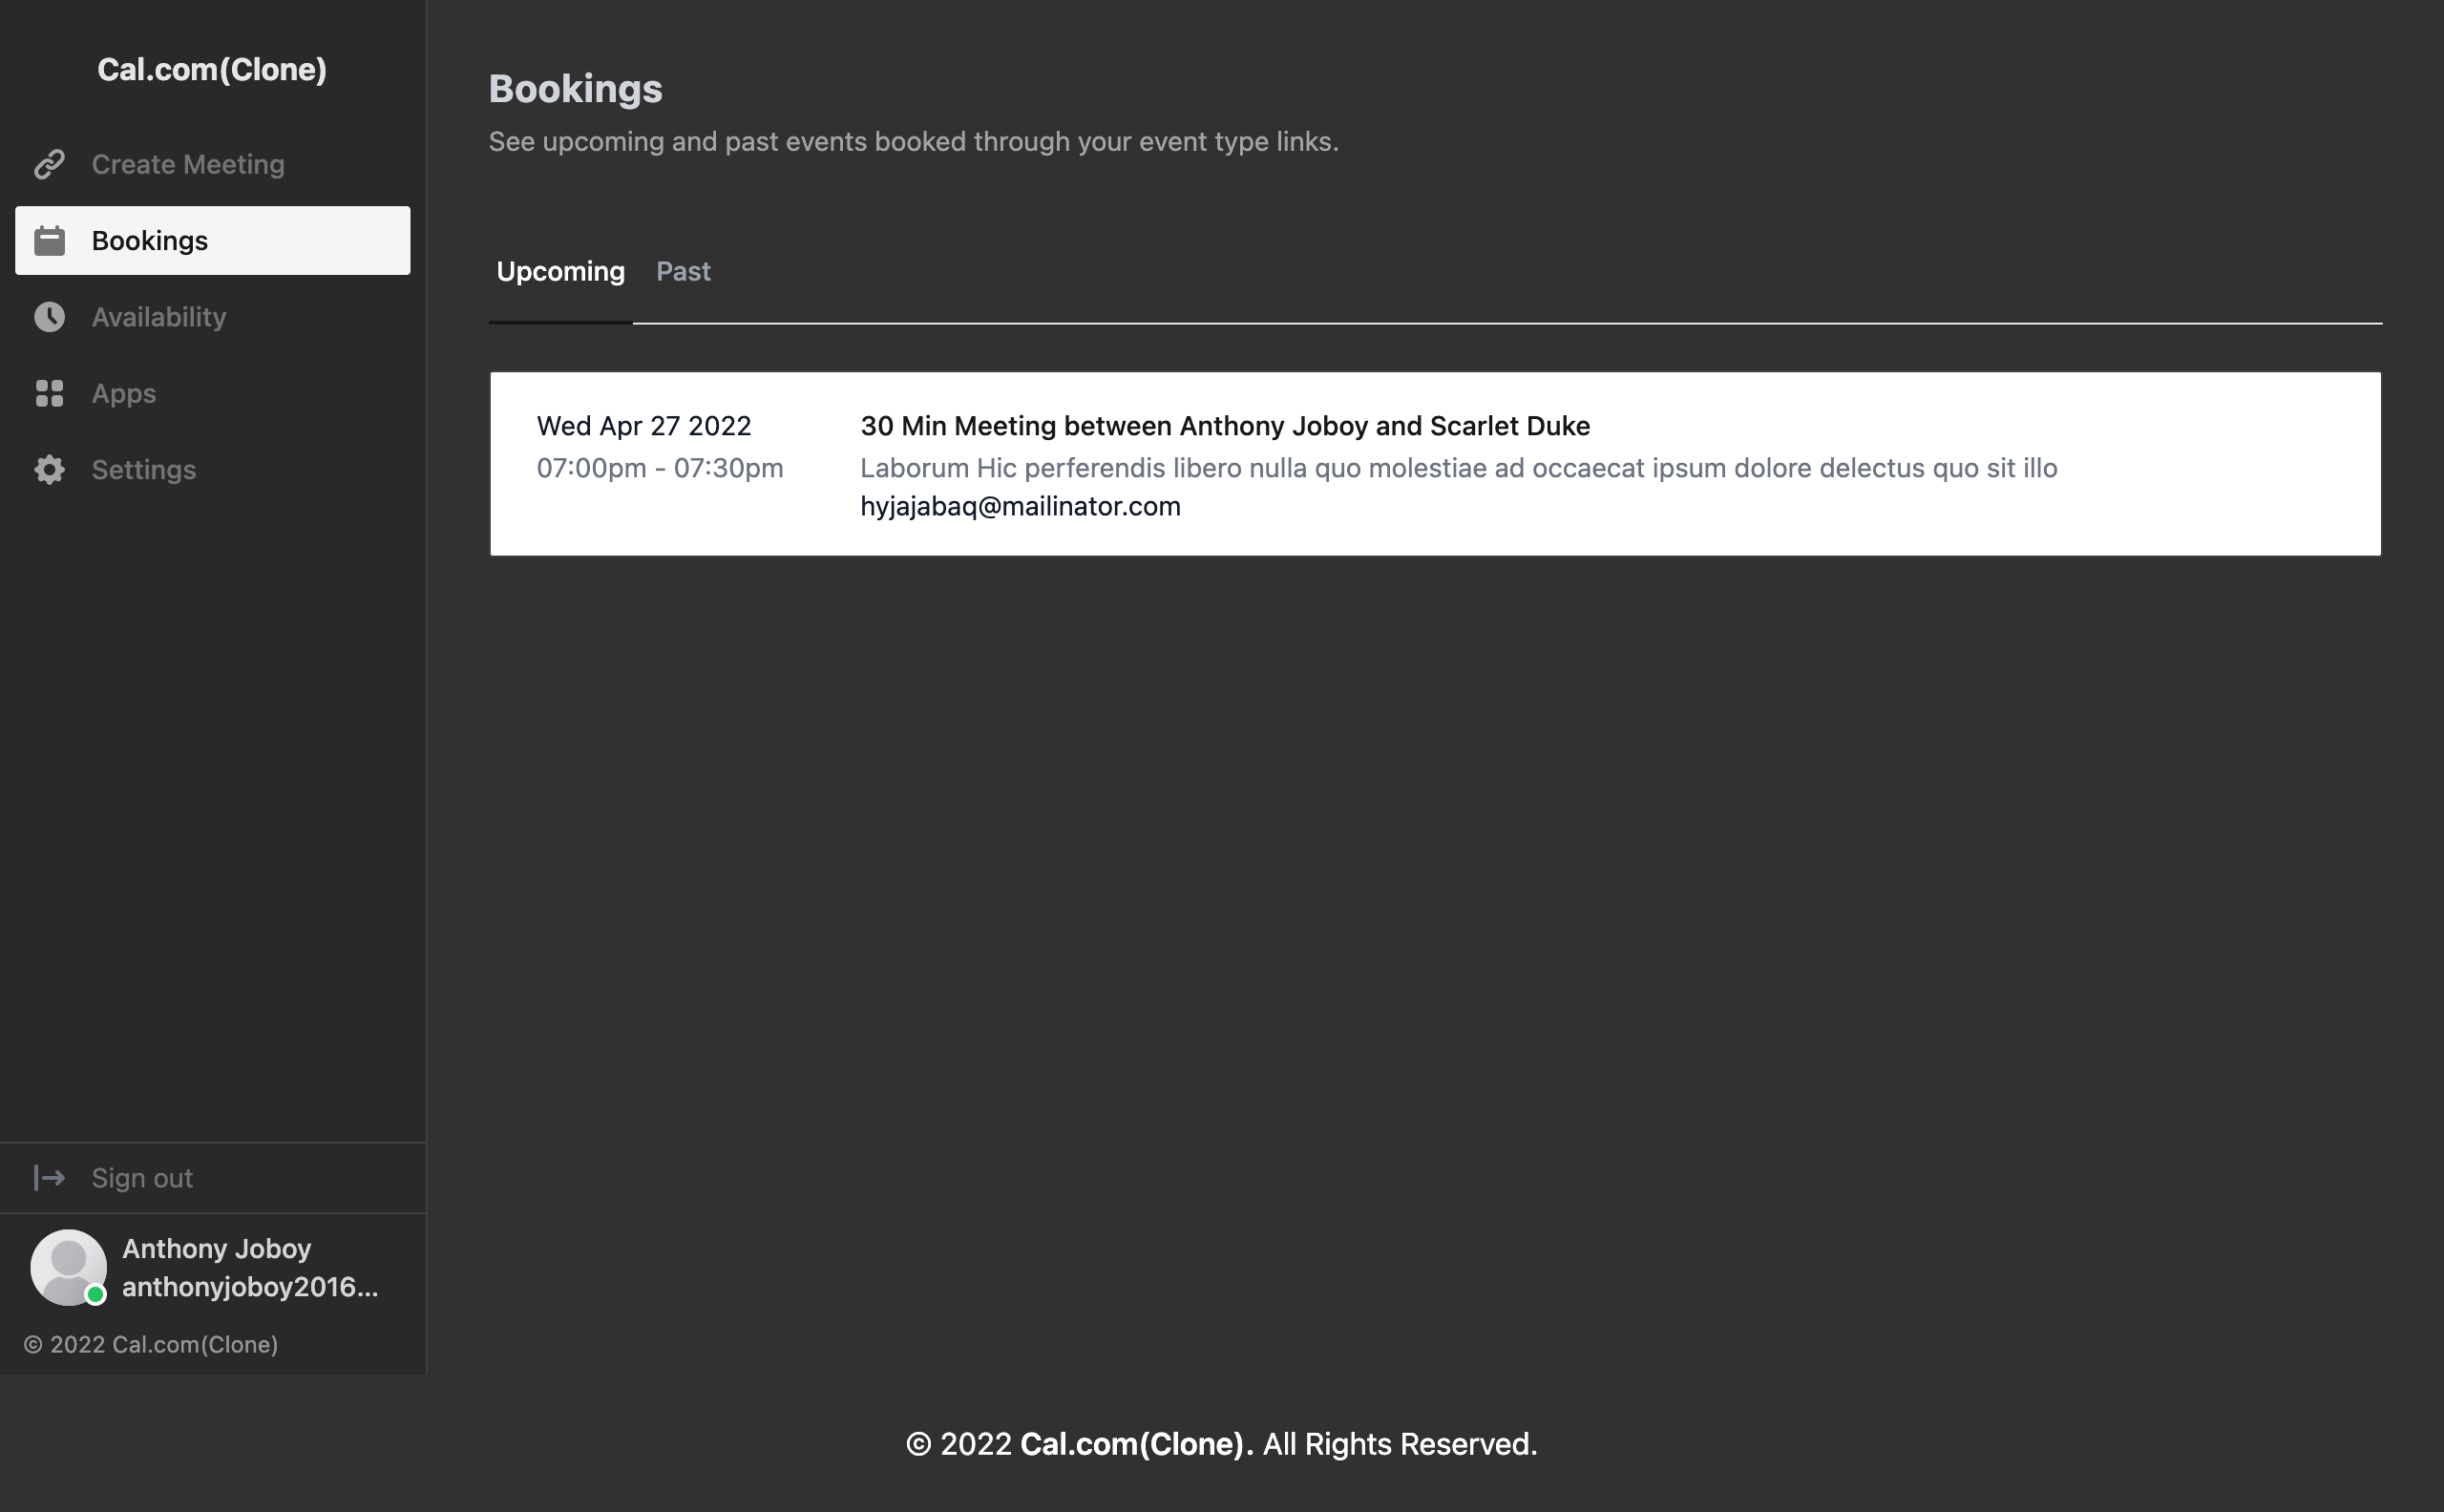 Cal.com(Clone)
Create Meeting
Bookings
Availability
Apps
Settings
Sign out
Anthony Joboy
anthonyjoboy2016...
© 2022 Cal.com(Clone)
Bookings
See upcoming and past events booked through your event type links.
Upcoming Past
Wed Apr 27 2022
07:00pm - 07:30pm
30 Min Meeting between Anthony Joboy and Scarlet Duke
Laborum Hic perferendis libero nulla quo molestiae ad occaecat ipsum dolore delectus quo sit illo
hyjajabaq@mailinator.com
© 2022 Cal.com(Clone). All Rights Reserved.